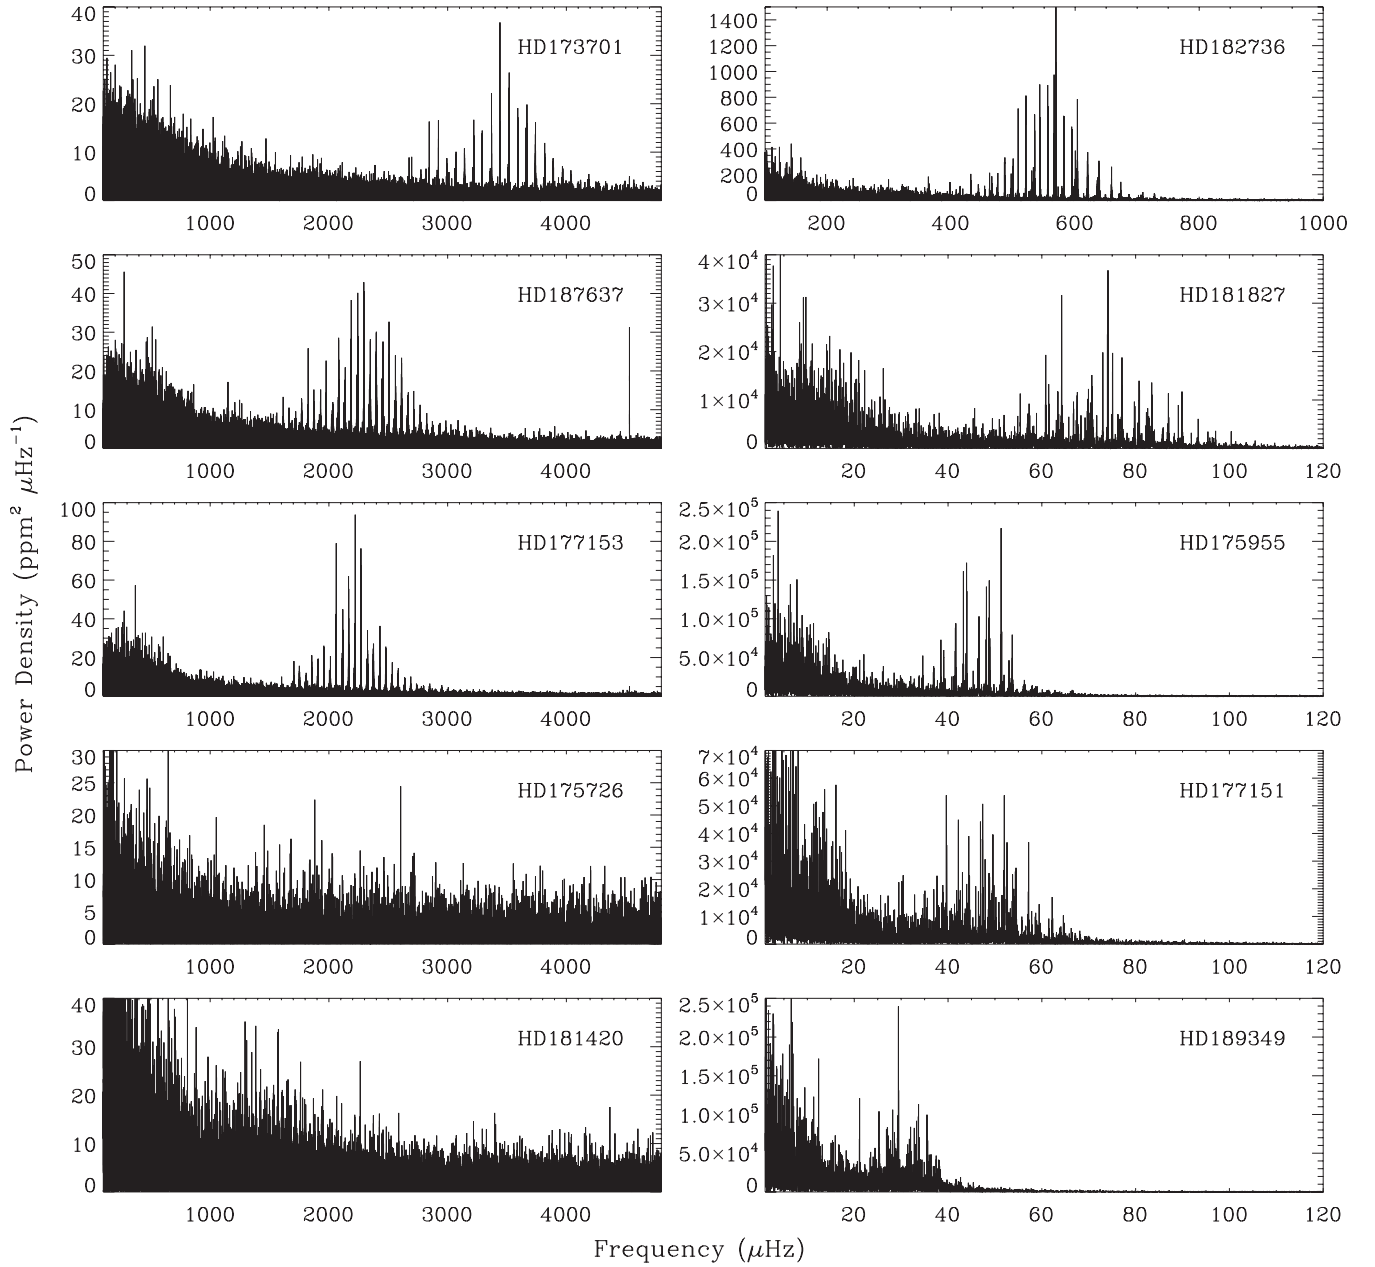 40
30
20
10
0
HD173701
1000 2000 3000 4000
1400
1200
1000
800
600
400
200
0
HD182736
200 400 600 800 1000
50
40
30
20
10
0
HD187637
1000 2000 3000 4000
4×10⁴
3×10⁴
2×10⁴
1×10⁴
0
HD181827
20 40 60 80 100 120
100
80
60
40
20
0
HD177153
1000 2000 3000 4000
2.5×10⁵
2.0×10⁵
1.5×10⁵
1.0×10⁵
5.0×10⁴
0
HD175955
20 40 60 80 100 120
30
25
20
15
10
5
0
HD175726
1000 2000 3000 4000
7×10⁴
6×10⁴
5×10⁴
4×10⁴
3×10⁴
2×10⁴
1×10⁴
0
HD177151
20 40 60 80 100 120
40
30
20
10
0
HD181420
1000 2000 3000 4000
2.5×10⁵
2.0×10⁵
1.5×10⁵
1.0×10⁵
5.0×10⁴
0
HD189349
20 40 60 80 100 120
Power Density (ppm² μHz⁻¹)
Frequency (μHz)